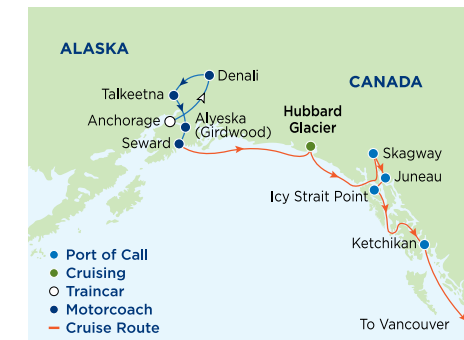 ALASKA
Denali
CANADA
Talkeetna
Anchorage
Alyeska
(Girdwood)
Hubbard
Glacier
Seward
Skagway
Juneau
Icy Strait Point
Ketchikan
Port of Call
Cruising
Traincar
Motorcoach
Cruise Route
To Vancouver